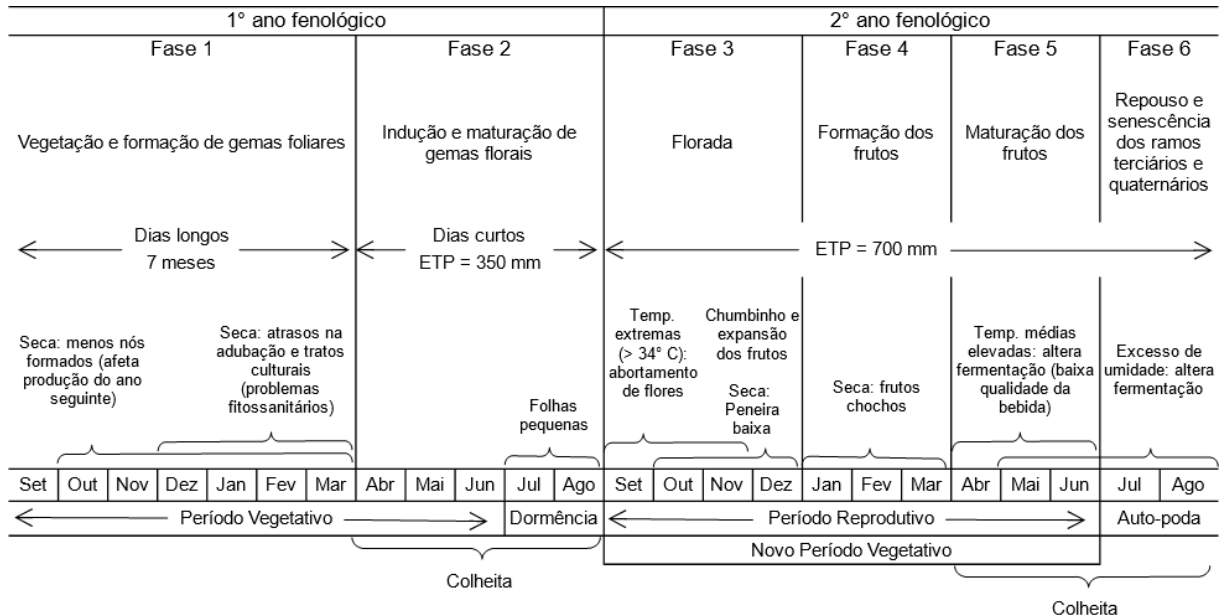 1° ano fenológico
2° ano fenológico
Fase 1
Fase 2
Fase 3
Fase 4
Fase 5
Fase 6
Vegetação e formação de gemas foliares
Indução e maturação de
gemas florais
Florada
Formação dos
frutos
Maturação dos
frutos
Repouso e
senescência
dos ramos
terciários e
quaternários
Dias longos
7 meses
Dias curtos
ETP = 350 mm
ETP = 700 mm
Seca: menos nós
formados (afeta
produção do ano
seguinte)
Seca: atrasos na
adubação e tratos
culturais
(problemas
fitossanitários)
Folhas
pequenas
Temp.
extremas
(> 34° C):
abortamento
de flores
Chumbinho e
expansão
dos frutos
Seca:
Peneira
baixa
Seca: frutos
chochos
Temp. médias
elevadas: altera
fermentação (baixa
qualidade da
bebida)
Excesso de
umidade: altera
fermentação
Set Out Nov Dez Jan Fev Mar Abr Mai Jun Jul Ago Set Out Nov Dez Jan Fev Mar Abr Mai Jun Jul Ago
Período Vegetativo
Dormência
Período Reprodutivo
Auto-poda
Novo Período Vegetativo
Colheita
Colheita